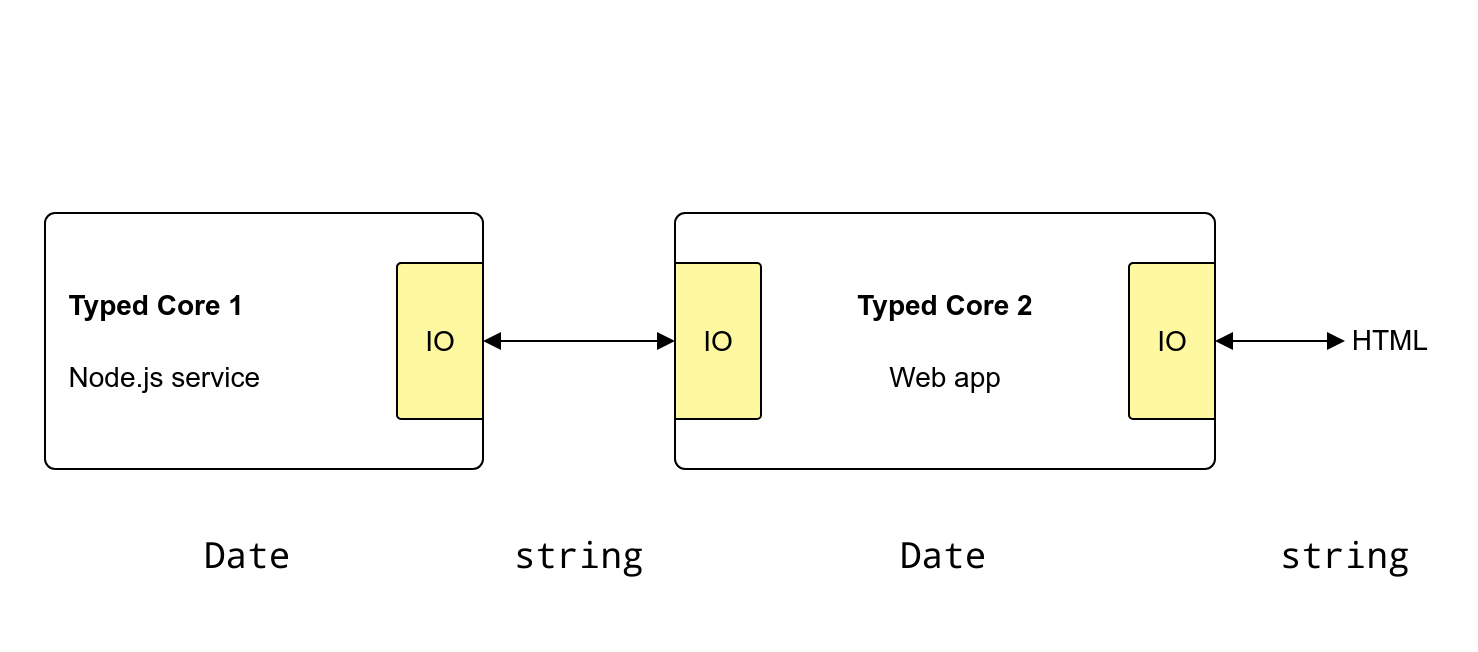 Typed Core 1
Node.js service
IO
IO
Typed Core 2
Web app
IO
HTML
Date
string
Date
string